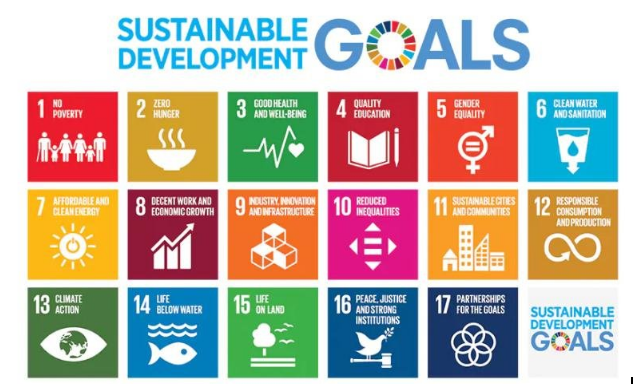 SUSTAINABLE
DEVELOPMENT GOALS
1 NO
POVERTY
2 ZERO
HUNGER
3 GOOD HEALTH
AND WELL-BEING
4 QUALITY
EDUCATION
5 GENDER
EQUALITY
6 CLEAN WATER
AND SANITATION
7 AFFORDABLE AND
CLEAN ENERGY
8 DECENT WORK AND
ECONOMIC GROWTH
9 INDUSTRY, INNOVATION
AND INFRASTRUCTURE
10 REDUCED
INEQUALITIES
11 SUSTAINABLE CITIES
AND COMMUNITIES
12 RESPONSIBLE
CONSUMPTION
AND PRODUCTION
13 CLIMATE
ACTION
14 LIFE
BELOW WATER
15 LIFE
ON LAND
16 PEACE, JUSTICE
AND STRONG
INSTITUTIONS
17 PARTNERSHIPS
FOR THE GOALS
SUSTAINABLE
DEVELOPMENT
GOALS